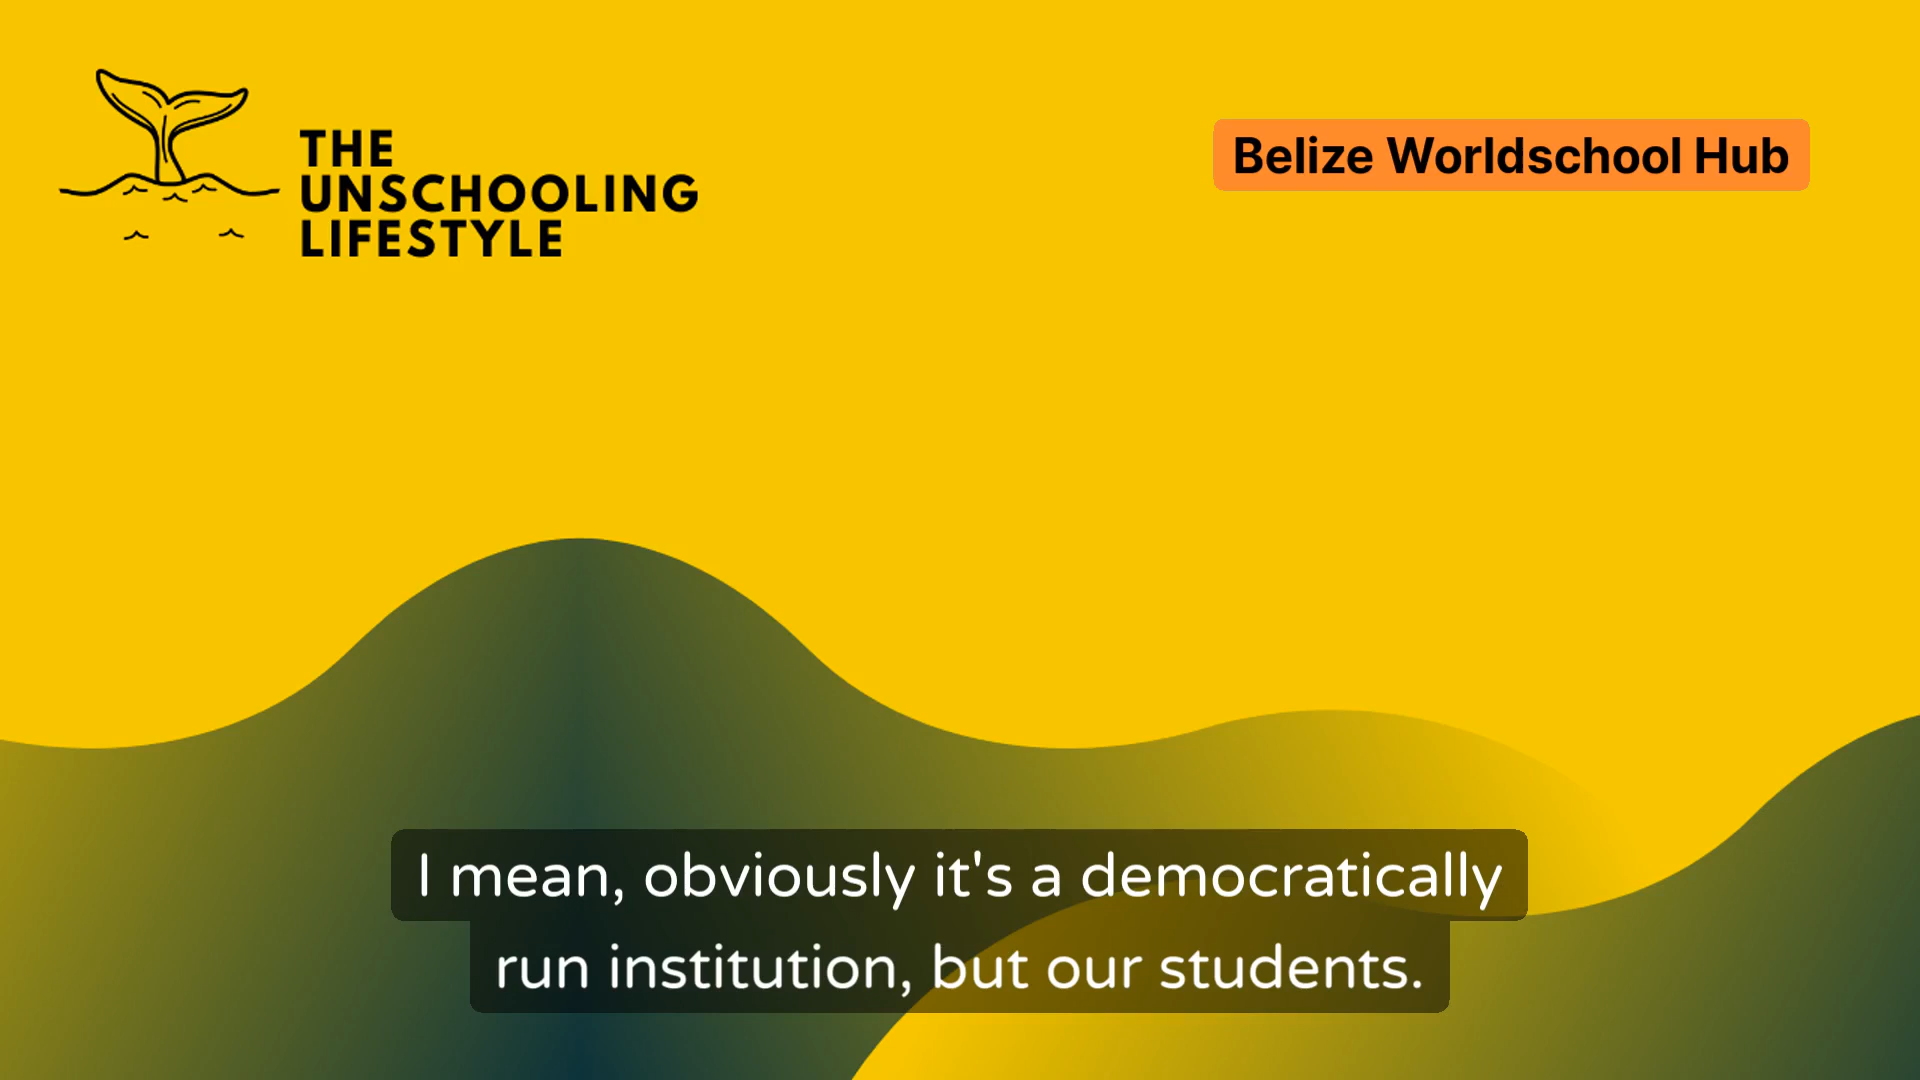 THE
UNSCHOOLING
LIFESTYLE
Belize Worldschool Hub
I mean, obviously it's a democratically
run institution, but our students.